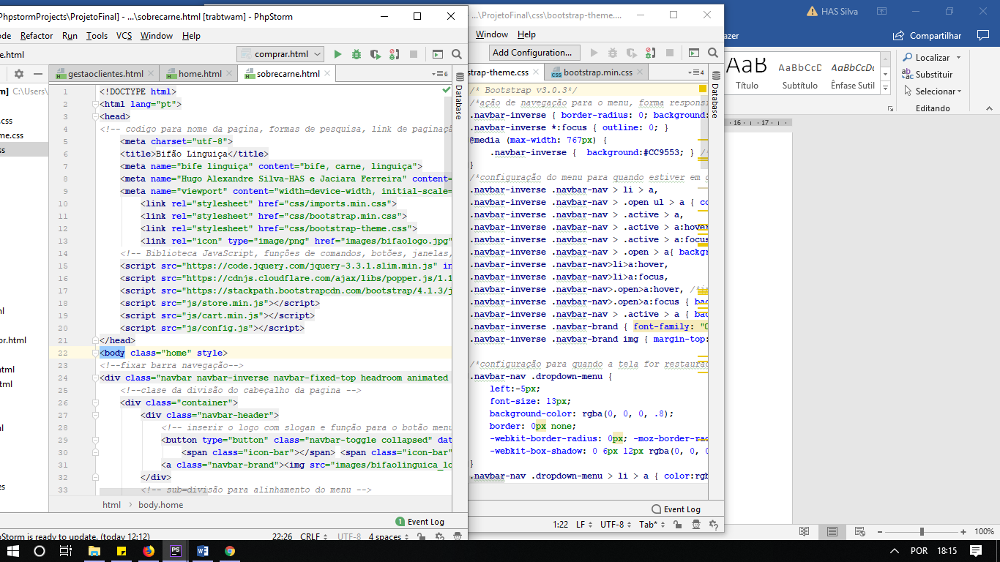 PhpstormProjects\ProjetoFinal] - ...\sobrecarne.html [trabtwam] - PhpStorm
Refactor Run Tools VCS Window Help
comprar.html
gestaoclientes.html home.html sobrecarne.html
6
Database
C:\Users\
1 <!DOCTYPE html>
2 <html lang="pt">
3 <head>
4 <!-- codigo para nome da pagina, formas de pesquisa, link de paginaç
5 <meta charset="utf-8">
6 <title>Bifão Linguiça</title>
7 <meta name="bife linguiça" content="bife, carne, linguiça">
8 <meta name="Hugo Alexandre Silva-HAS e Jaciara Ferreira" content=
9 <meta name="viewport" content="width=device-width, initial-scale=
10 <link rel="stylesheet" href="css/imports.min.css">
11 <link rel="stylesheet" href="css/bootstrap.min.css">
12 <link rel="stylesheet" href="css/bootstrap-theme.css">
13 <link rel="icon" type="image/png" href="images/bifaologo.jpg"
14 <!-- Biblioteca JavaScript, funções de comandos, botões, janelas,
15 <script src="https://code.jquery.com/jquery-3.3.1.slim.min.js" in
16 <script src="https://cdnjs.cloudflare.com/ajax/libs/popper.js/1.1
17 <script src="https://stackpath.bootstrapcdn.com/bootstrap/4.1.3/j
18 <script src="js/store.min.js"></script>
19 <script src="js/cart.min.js"></script>
20 <script src="js/config.js"></script>
21 </head>
22 <body class="home" style>
23 <!--fixar barra navegação-->
24 <div class="navbar navbar-inverse navbar-fixed-top headroom animated
25 <!--clase da divisão do cabeçalho da pagina -->
26 <div class="container">
27 <div class="navbar-header">
28 <!-- inserir o logo com slogan e função para o botão menu
29 <button type="button" class="navbar-toggle collapsed" dat
30 <span class="icon-bar"></span> <span class="icon-bar"
31 <a class="navbar-brand"><img src="images/bifaolinguica_lo
32 </div>
33 <!-- sub=divisão para alinhamento do menu -->
html › body.home
1 Event Log
PhpStorm is ready to update. (today 12:12) 22:26 CRLF UTF-8 4 spaces
...\ProjetoFinal\css\bootstrap-theme....
Window Help
Add Configuration...
strap-theme.css bootstrap.min.css
4
Database
/* Bootstrap v3.0.3*/
/*ação de navegação para o menu, forma responsi
.navbar-inverse { border-radius: 0; background:
.navbar-inverse *:focus { outline: 0; }
@media (max-width: 767px) {
.navbar-inverse { background:#CC9553; } /*
}
/*configuração do menu para quando estiver em
.navbar-inverse .navbar-nav > li > a,
.navbar-inverse .navbar-nav > .open ul > a { co
.navbar-inverse .navbar-nav > .active > a,
.navbar-inverse .navbar-nav > .active > a:hover
.navbar-inverse .navbar-nav > .active > a:focus
.navbar-inverse .navbar-nav > .open > a{ backg
.navbar-inverse .navbar-nav>li>a:hover,
.navbar-inverse .navbar-nav>li>a:focus,
.navbar-inverse .navbar-nav>.open>a:hover,
.navbar-inverse .navbar-nav>.open>a:focus { bac
.navbar-inverse .navbar-nav > .active > a { bac
.navbar-inverse .navbar-brand { font-family: "O
.navbar-inverse .navbar-brand img { margin-top:
/*configuração para quando a tela for restaurad
.navbar-nav .dropdown-menu {
left:-5px;
font-size: 13px;
background-color: rgba(0, 0, 0, .8);
border: 0px none;
-webkit-border-radius: 0px; -moz-border-rad
-webkit-box-shadow: 0 6px 12px rgba(0, 0, 0
}
.navbar-nav .dropdown-menu > li > a { color:rgb
Event Log
1:22 LF UTF-8 Tab*
HAS Silva
azer
Compartilhar
AaB AaBbCcD AaBbCcDc
Título Subtítulo Ênfase Sutil
Localizar
Substituir
Selecionar
Editando
16 17
100%
POR 18:15